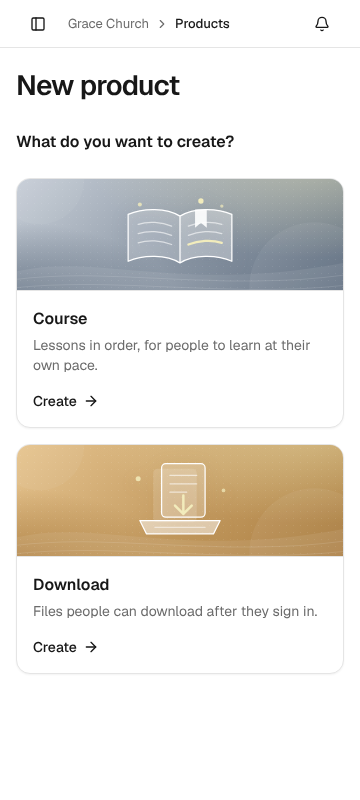 Grace Church > Products
New product
What do you want to create?
Course
Lessons in order, for people to learn at their
own pace.
Create →
Download
Files people can download after they sign in.
Create →